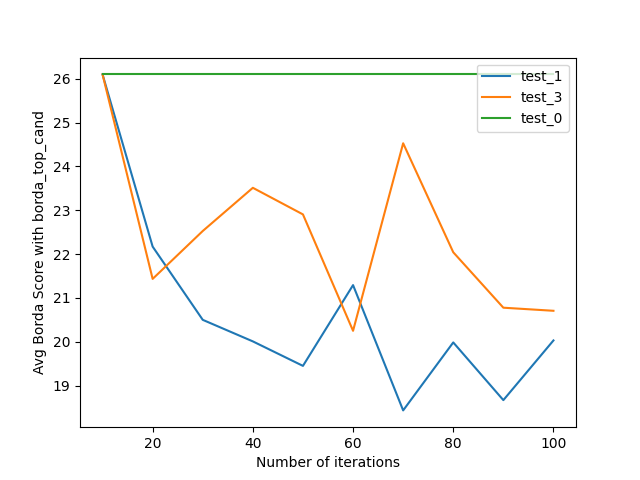 test_1
test_3
test_0
Avg Borda Score with borda_top_cand
26
25
24
23
22
21
20
19
20
40
60
80
100
Number of iterations